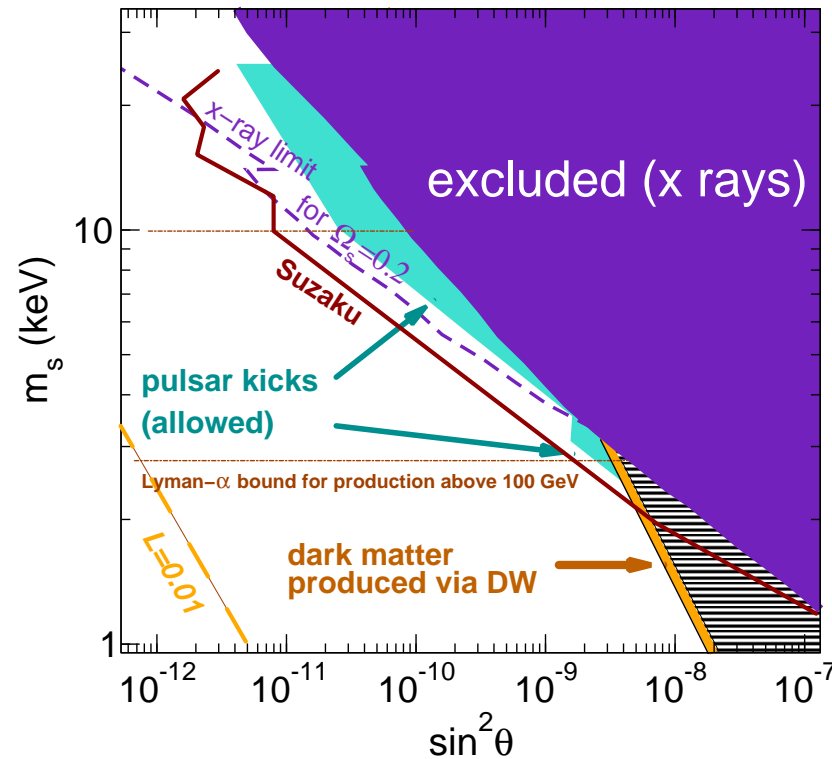 excluded (x rays)
x-ray limit
for Ωₛ=0.2
Suzaku
pulsar kicks
(allowed)
Lyman-α bound for production above 100 GeV
dark matter
produced via DW
L=0.01
10
1
mₛ (keV)
10⁻¹² 10⁻¹¹ 10⁻¹⁰ 10⁻⁹ 10⁻⁸ 10⁻⁷
sin²θ